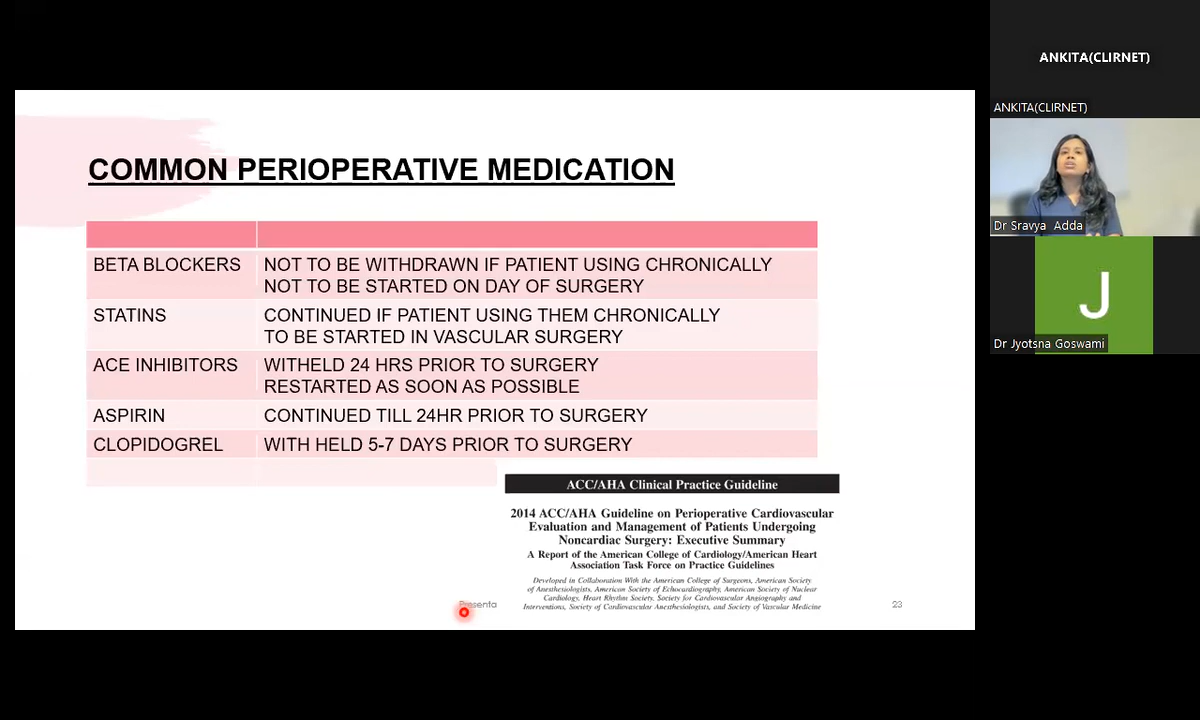 COMMON PERIOPERATIVE MEDICATION
BETA BLOCKERS NOT TO BE WITHDRAWN IF PATIENT USING CHRONICALLY
NOT TO BE STARTED ON DAY OF SURGERY
STATINS CONTINUED IF PATIENT USING THEM CHRONICALLY
TO BE STARTED IN VASCULAR SURGERY
ACE INHIBITORS WITHELD 24 HRS PRIOR TO SURGERY
RESTARTED AS SOON AS POSSIBLE
ASPIRIN CONTINUED TILL 24HR PRIOR TO SURGERY
CLOPIDOGREL WITH HELD 5-7 DAYS PRIOR TO SURGERY
ACC/AHA Clinical Practice Guideline
2014 ACC/AHA Guideline on Perioperative Cardiovascular
Evaluation and Management of Patients Undergoing
Noncardiac Surgery: Executive Summary
A Report of the American College of Cardiology/American Heart
Association Task Force on Practice Guidelines
Developed in Collaboration With the American College of Surgeons, American Society
of Anesthesiologists, American Society of Echocardiography, American Society of Nuclear
Cardiology, Heart Rhythm Society, Society for Cardiovascular Angiography and
Interventions, Society of Cardiovascular Anesthesiologists, and Society of Vascular Medicine
Presenta
23
ANKITA(CLIRNET)
ANKITA(CLIRNET)
Dr Sravya Adda
J
Dr Jyotsna Goswami